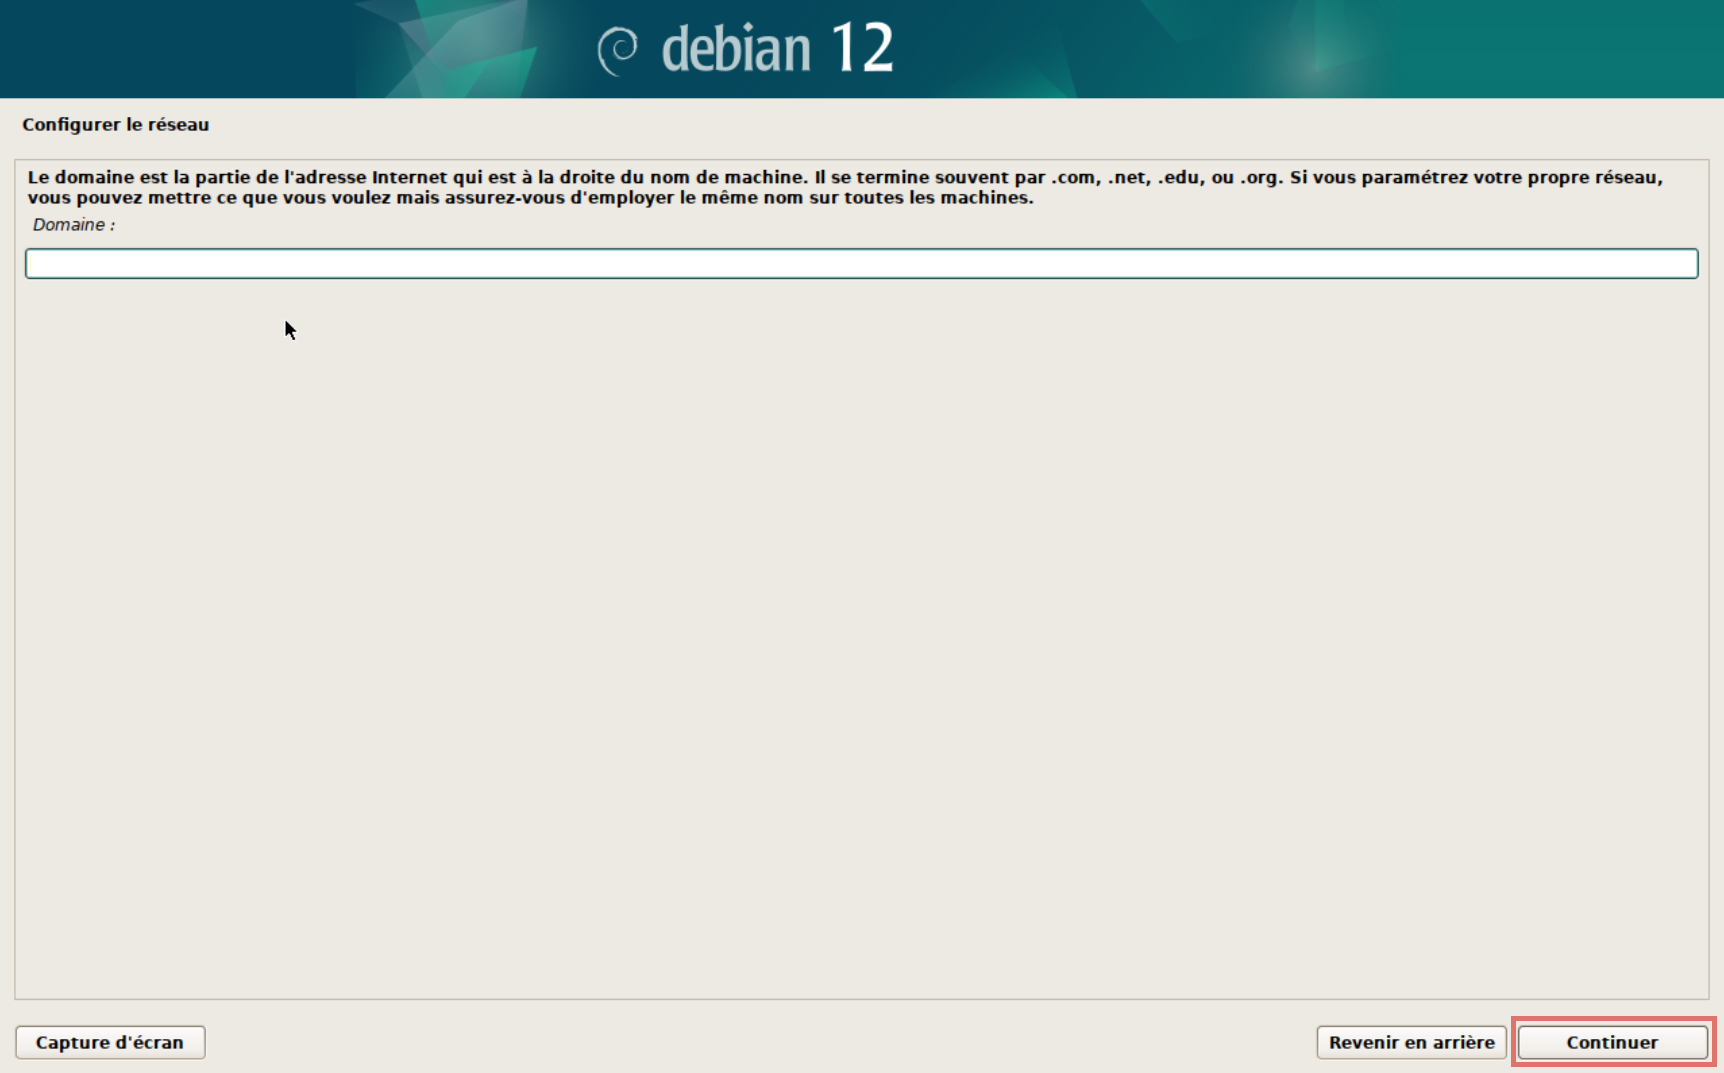 debian 12
Configurer le réseau
Le domaine est la partie de l'adresse Internet qui est à la droite du nom de machine. Il se termine souvent par .com, .net, .edu, ou .org. Si vous paramétrez votre propre réseau,
vous pouvez mettre ce que vous voulez mais assurez-vous d'employer le même nom sur toutes les machines.
Domaine :
Capture d'écran
Revenir en arrière
Continuer